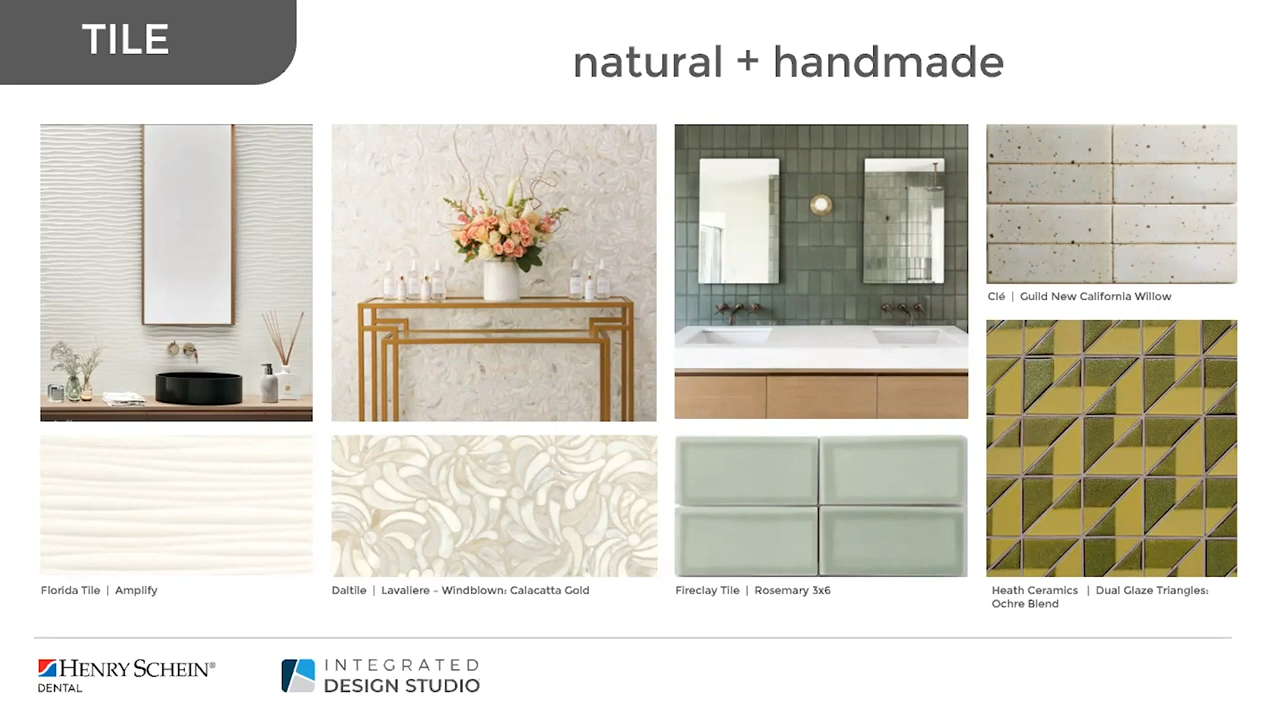 TILE
natural + handmade
Clé | Guild New California Willow
Florida Tile | Amplify
Daltile | Lavaliere - Windblown: Calacatta Gold
Fireclay Tile | Rosemary 3x6
Heath Ceramics | Dual Glaze Triangles:
Ochre Blend
HENRY SCHEIN®
DENTAL
INTEGRATED
DESIGN STUDIO